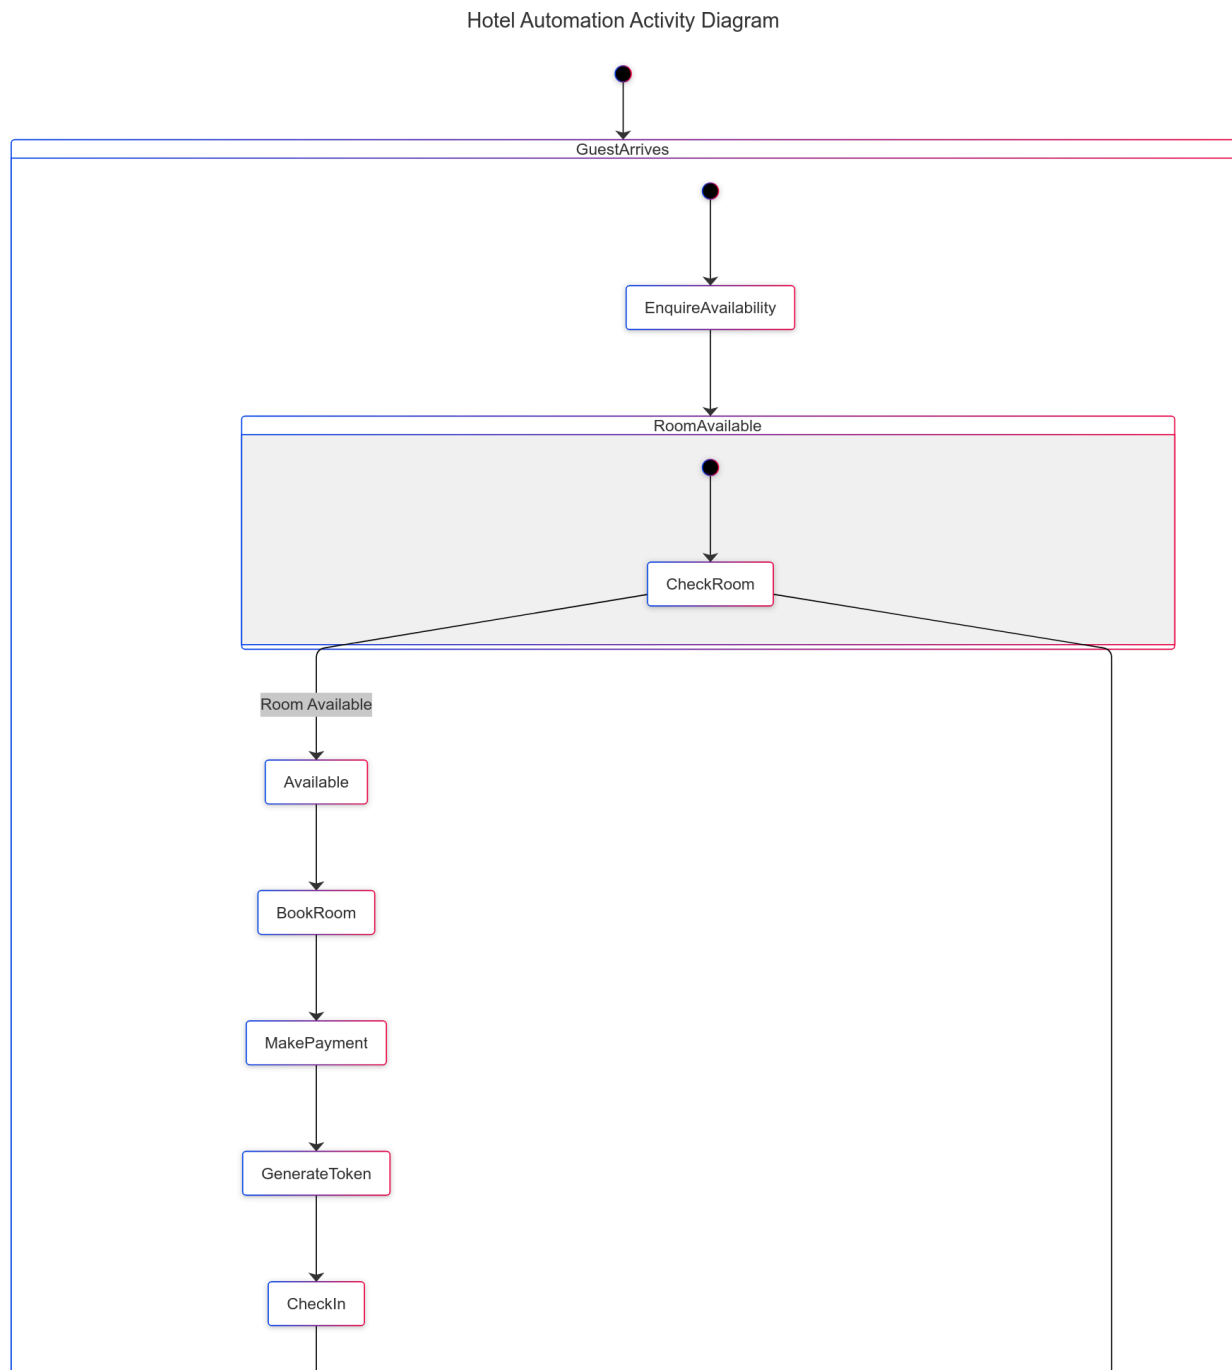 Hotel Automation Activity Diagram
GuestArrives
EnquireAvailability
RoomAvailable
CheckRoom
Room Available
Available
BookRoom
MakePayment
GenerateToken
CheckIn